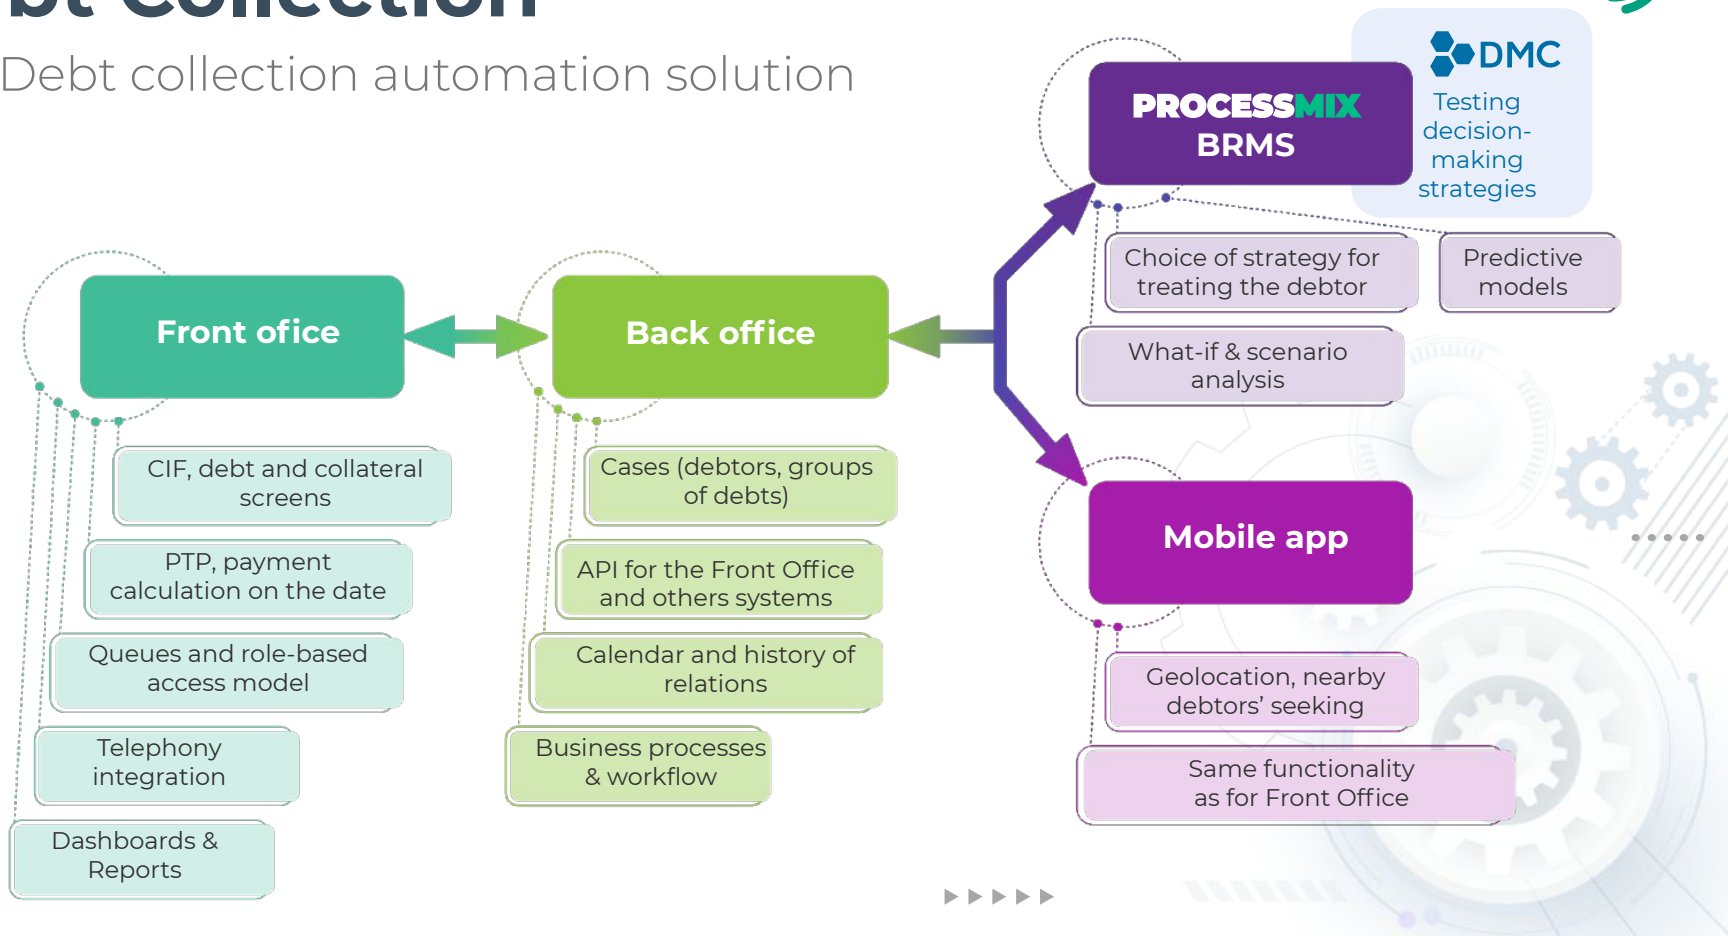 bt Collection
Debt collection automation solution
DMC
Testing
decision-
making
strategies
PROCESSMIX
BRMS
Choice of strategy for
treating the debtor
Predictive
models
What-if & scenario
analysis
Front ofice
Back office
CIF, debt and collateral
screens
PTP, payment
calculation on the date
Queues and role-based
access model
Telephony
integration
Dashboards &
Reports
Cases (debtors, groups
of debts)
API for the Front Office
and others systems
Calendar and history of
relations
Business processes
& workflow
Mobile app
Geolocation, nearby
debtors’ seeking
Same functionality
as for Front Office